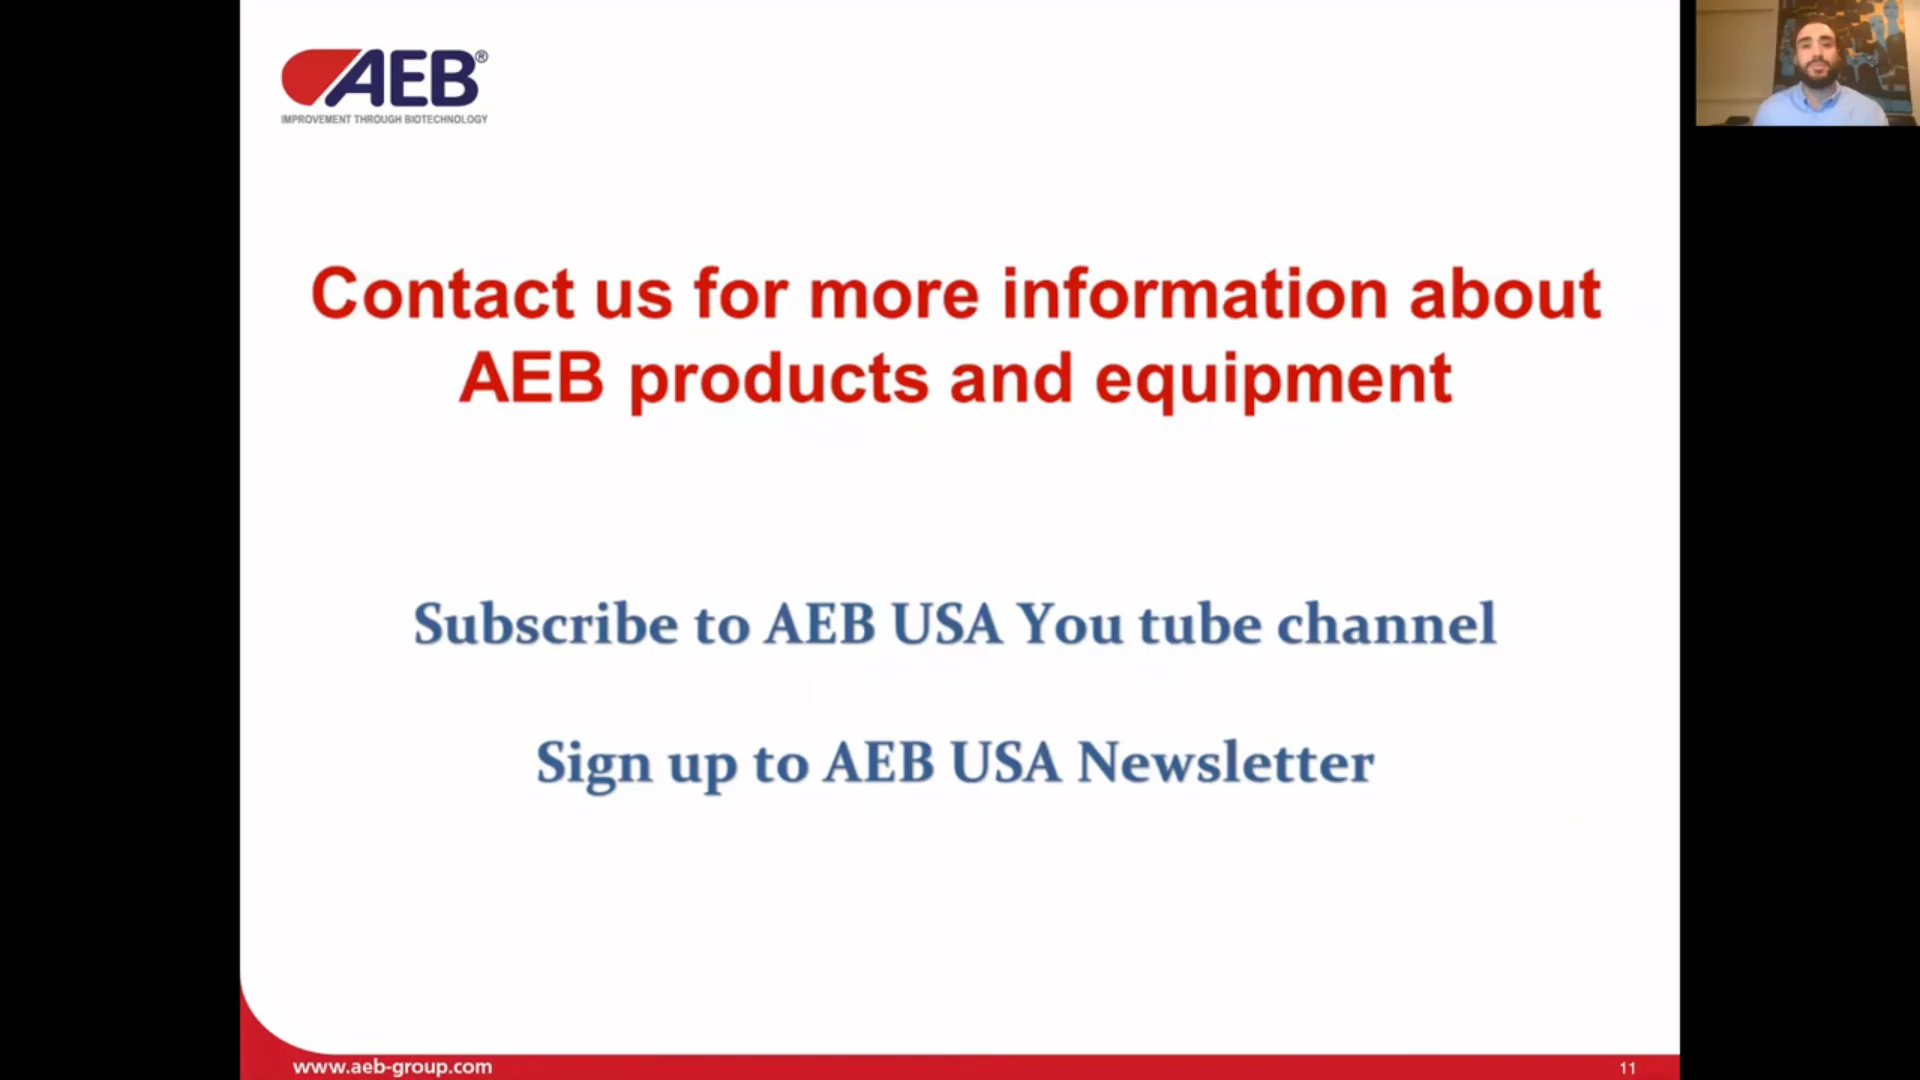 AEB®
IMPROVEMENT THROUGH BIOTECHNOLOGY
Contact us for more information about
AEB products and equipment
Subscribe to AEB USA You tube channel
Sign up to AEB USA Newsletter
www.aeb-group.com
11